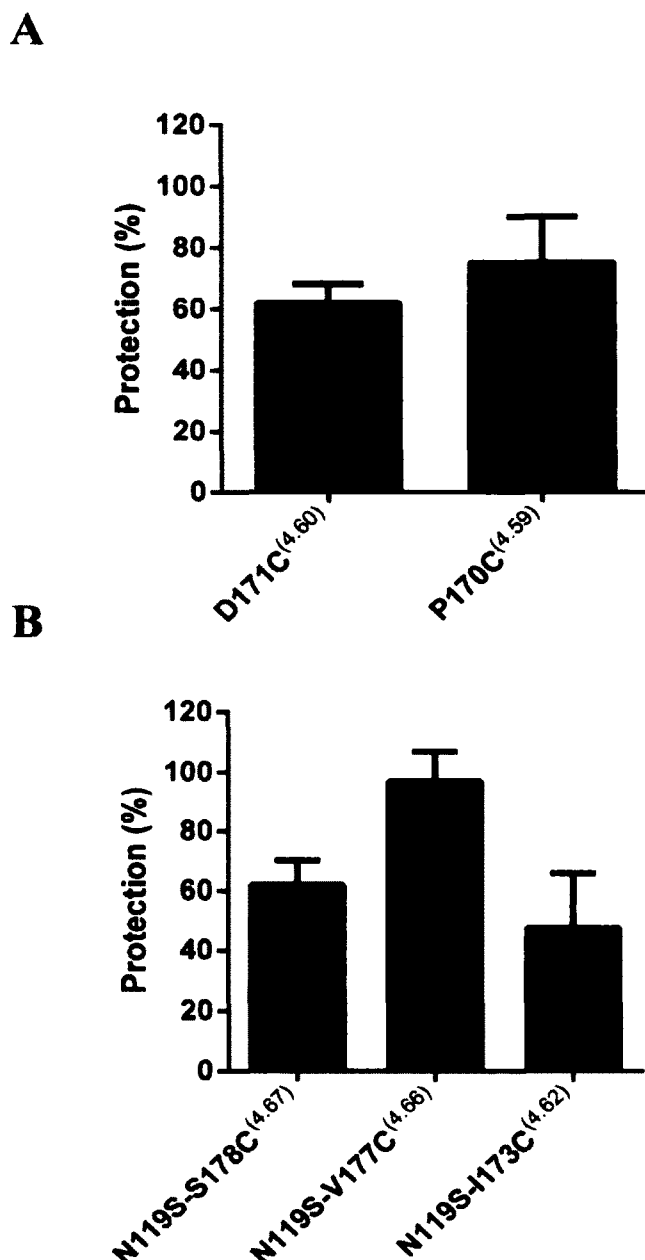 A
Protection (%)
120
100
80
60
40
20
0
D171C(4.60)
P170C(4.59)
B
Protection (%)
120
100
80
60
40
20
0
N119S-S178C(4.67)
N119S-V177C(4.66)
N119S-I173C(4.62)